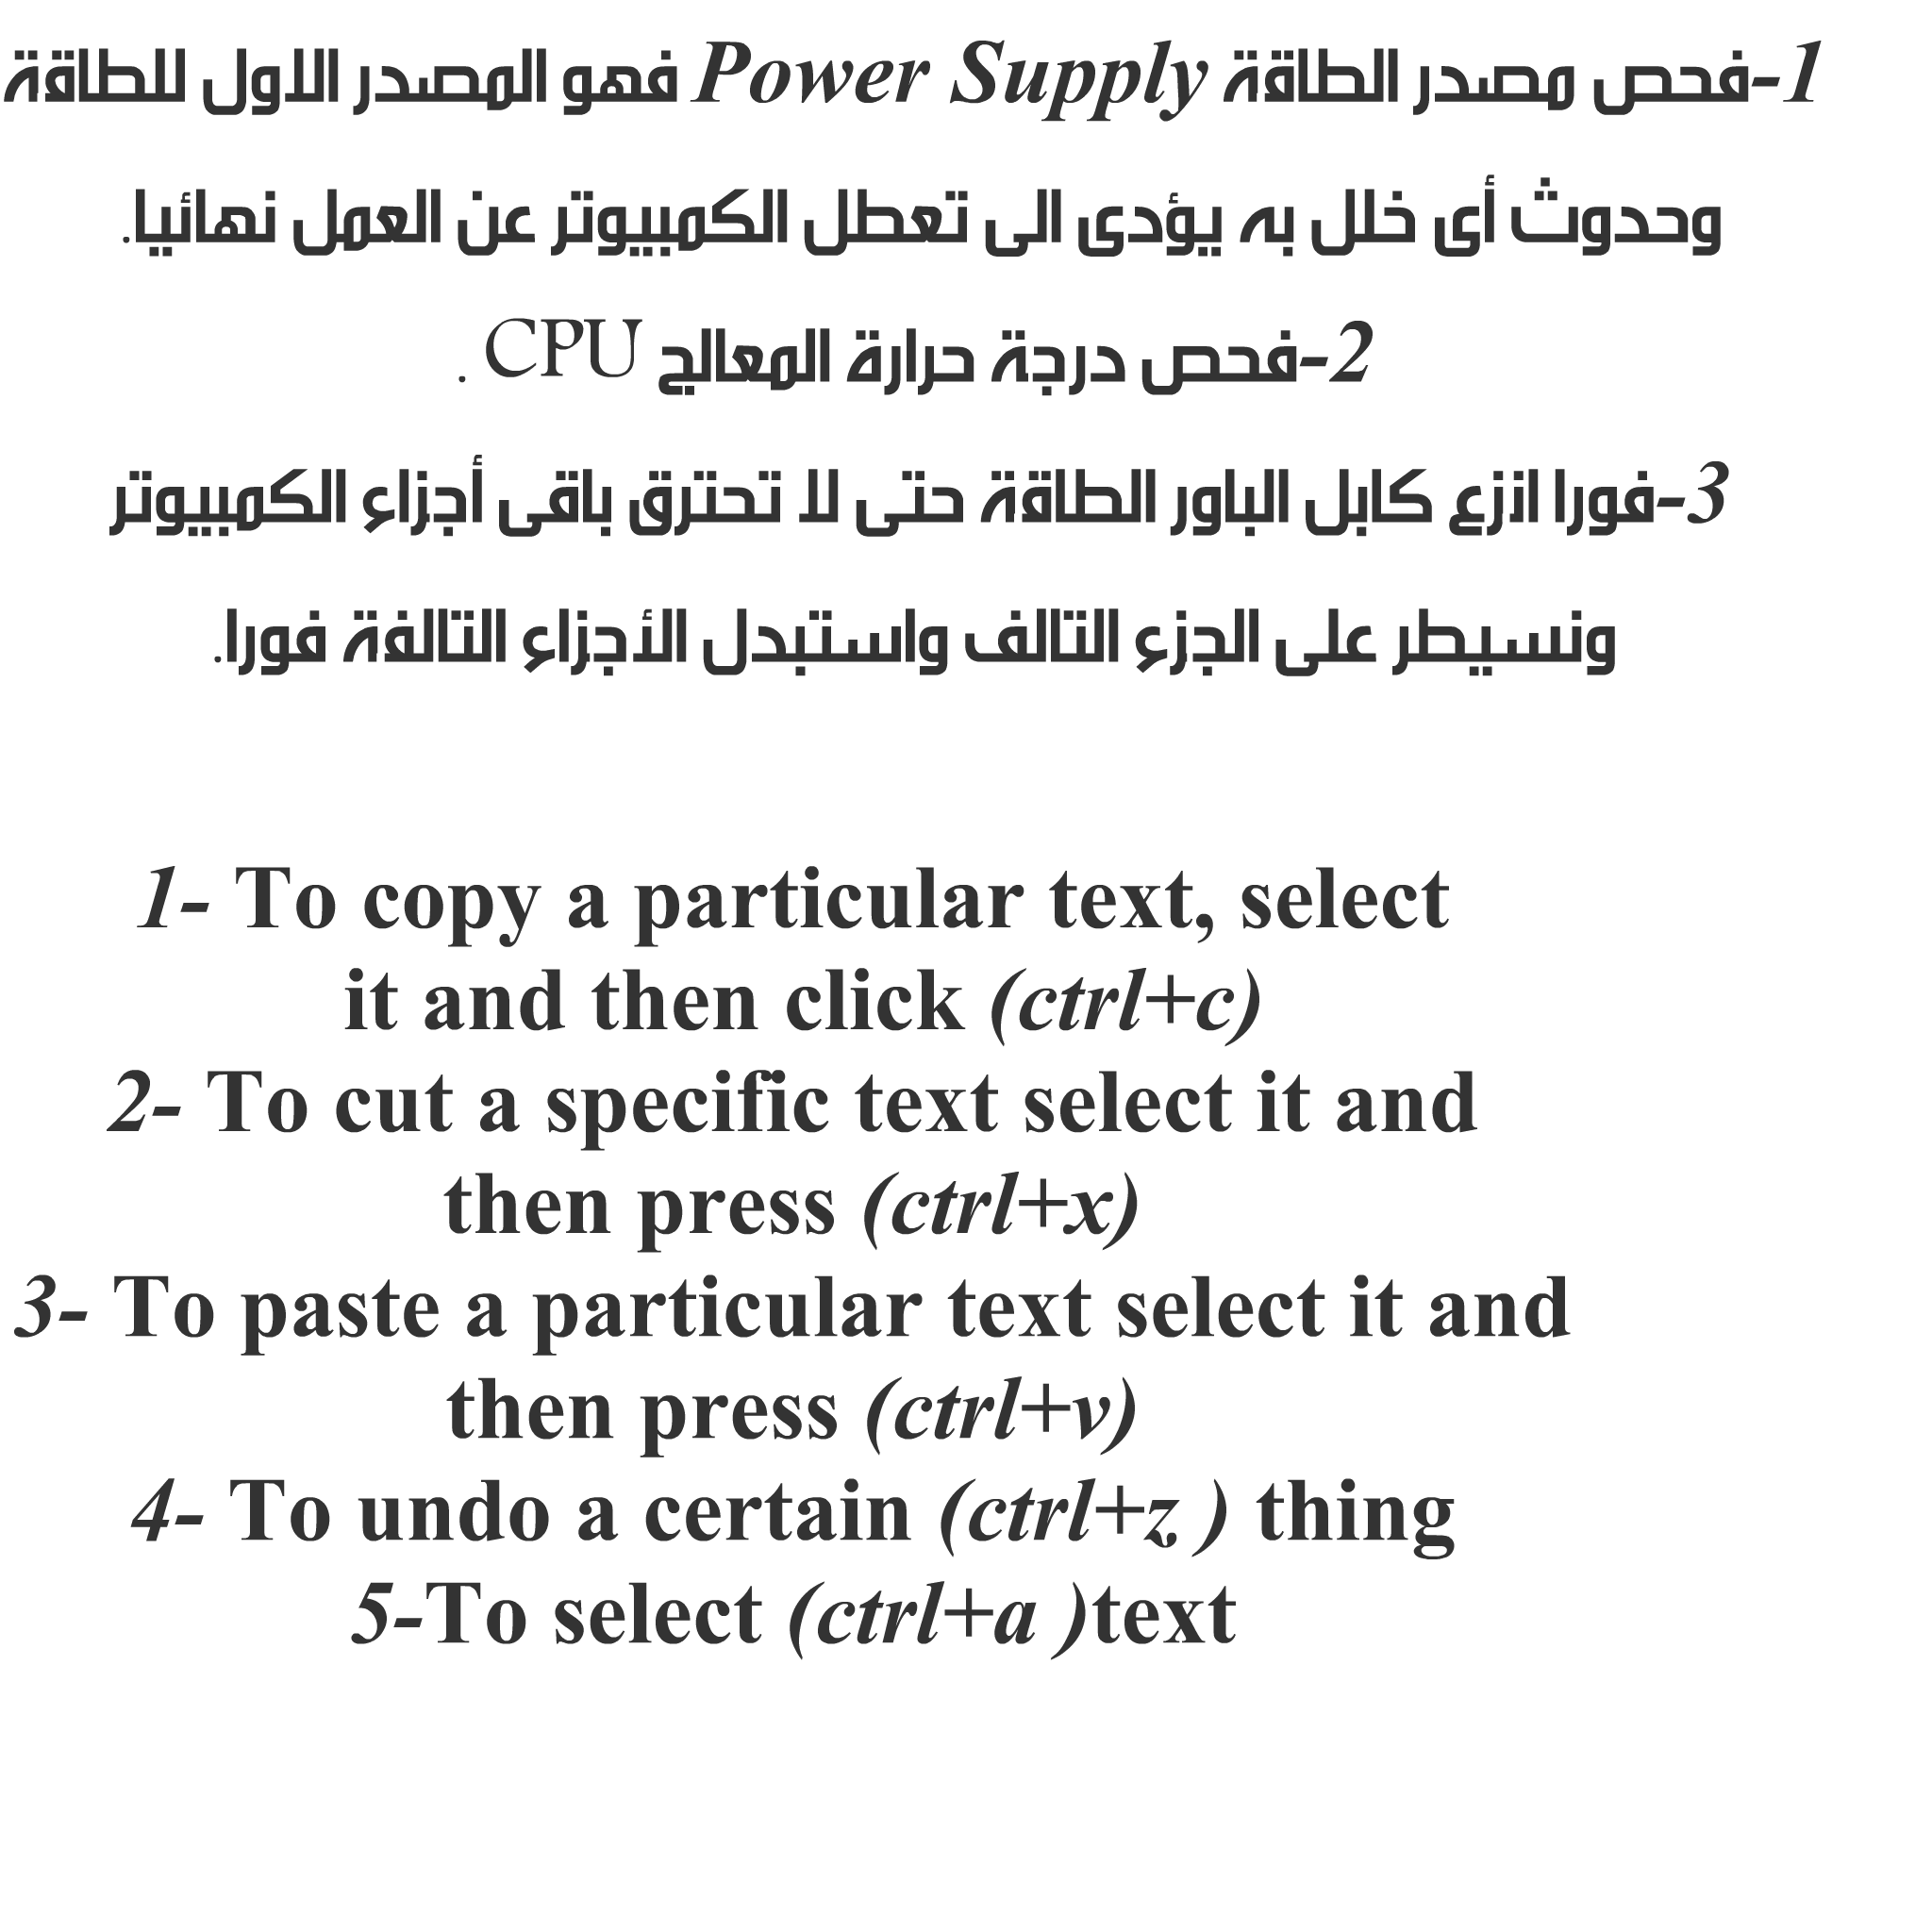 1-فحص مصدر الطاقة Power Supply فهو المصدر الاول للطاقة
وحدوث أى خلل به يؤدى الى تعطل الكمبيوتر عن العمل نهائيا.
2-فحص درجة حرارة المعالج CPU .
3-فورا انزع كابل الباور الطاقة حتى لا تحترق باقى أجزاء الكمبيوتر
ونسيطر على الجزء التالف واستبدل الأجزاء التالفة فورا.
1- To copy a particular text, select
it and then click (ctrl+c)
2- To cut a specific text select it and
then press (ctrl+x)
3- To paste a particular text select it and
then press (ctrl+v)
4- To undo a certain (ctrl+z ) thing
5-To select (ctrl+a )text